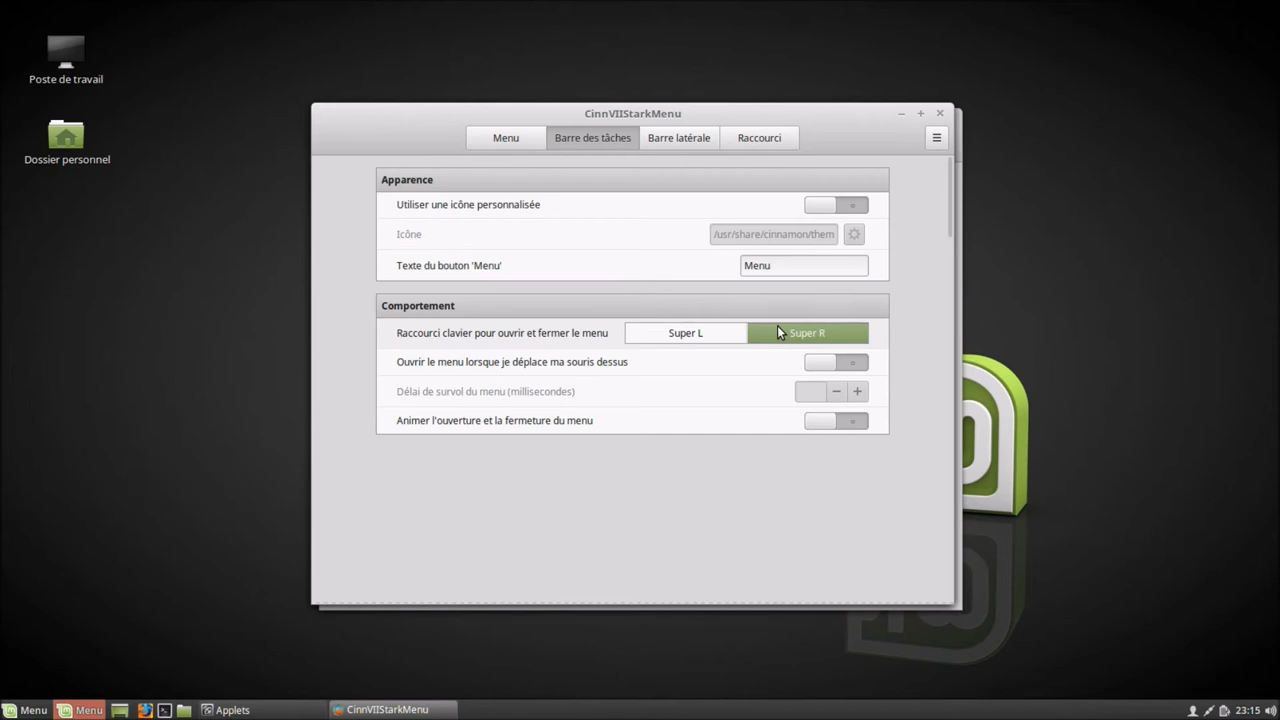 Poste de travail
Dossier personnel
CinnVIIStarkMenu
Menu
Barre des tâches
Barre latérale
Raccourci
Apparence
Utiliser une icône personnalisée
Icône
/usr/share/cinnamon/them
Texte du bouton 'Menu'
Menu
Comportement
Raccourci clavier pour ouvrir et fermer le menu
Super L
Super R
Ouvrir le menu lorsque je déplace ma souris dessus
Délai de survol du menu (millisecondes)
Animer l'ouverture et la fermeture du menu
Menu
Menu
Applets
CinnVIIStarkMenu
23:15